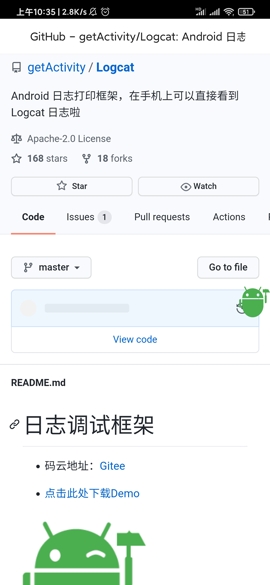 上午10:35 | 2.8K/s
51
GitHub – getActivity/Logcat: Android 日志
getActivity / Logcat
Android 日志打印框架，在手机上可以直接看到
Logcat 日志啦
Apache-2.0 License
168 stars 18 forks
Star Watch
Code Issues 1 Pull requests Actions
master Go to file
View code
README.md
日志调试框架
码云地址：Gitee
点击此处下载Demo